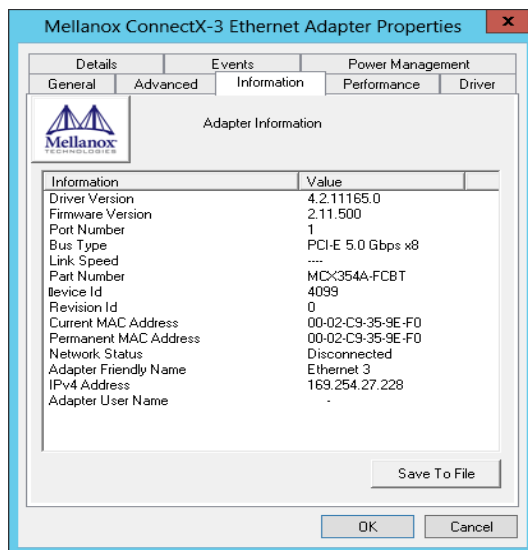 Mellanox ConnectX-3 Ethernet Adapter Properties x
Details Events Power Management
General Advanced Information Performance Driver
Mellanox
TECHNOLOGIES
Adapter Information
Information Value
Driver Version 4.2.11165.0
Firmware Version 2.11.500
Port Number 1
Bus Type PCI-E 5.0 Gbps x8
Link Speed ----
Part Number MCX354A-FCBT
Device Id 4099
Revision Id 0
Current MAC Address 00-02-C9-35-9E-F0
Permanent MAC Address 00-02-C9-35-9E-F0
Network Status Disconnected
Adapter Friendly Name Ethernet 3
IPv4 Address 169.254.27.228
Adapter User Name -
Save To File
OK Cancel